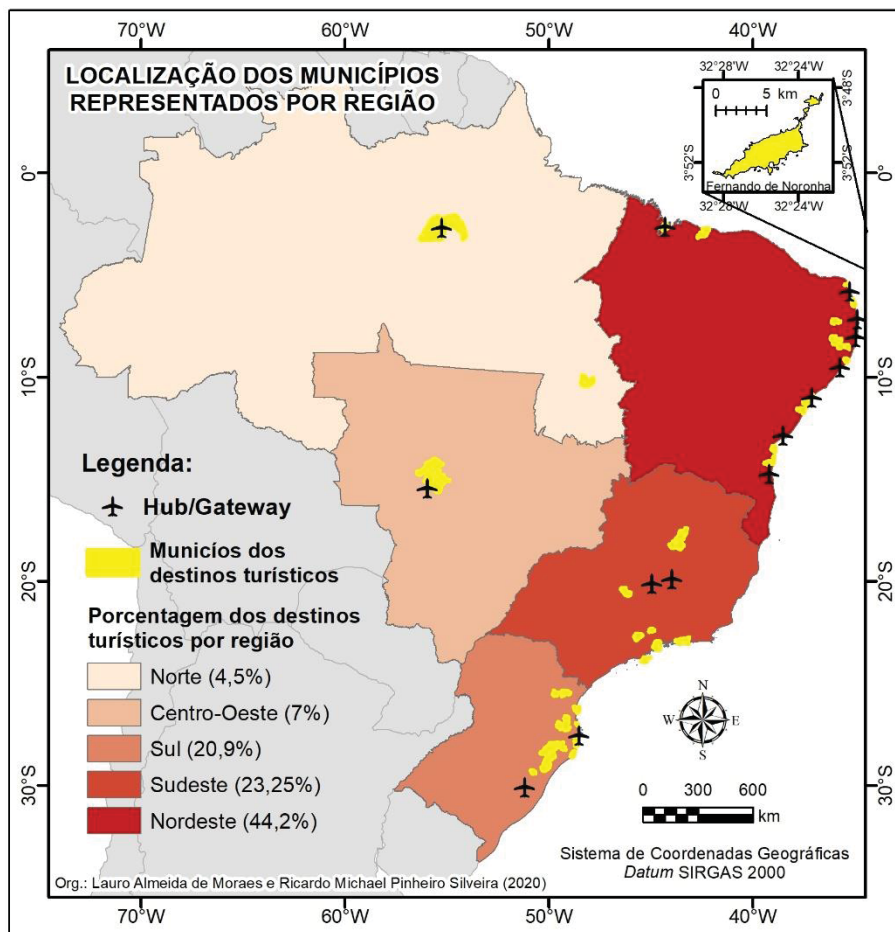 70°W 60°W 50°W 40°W
LOCALIZAÇÃO DOS MUNICÍPIOS
REPRESENTADOS POR REGIÃO
32°28'W 32°24'W
3°48'S
0 5 km
3°52'S 3°52'S
Fernando de Noronha
32°28'W 32°24'W
0° 0°
10°S 10°S
Legenda:
Hub/Gateway
Municíos dos
destinos turísticos
20°S 20°S
Porcentagem dos destinos
turísticos por região
Norte (4,5%)
Centro-Oeste (7%)
Sul (20,9%)
Sudeste (23,25%)
Nordeste (44,2%)
N
W E
S
30°S 30°S
0 300 600
km
Sistema de Coordenadas Geográficas
Datum SIRGAS 2000
Org.: Lauro Almeida de Moraes e Ricardo Michael Pinheiro Silveira (2020)
70°W 60°W 50°W 40°W